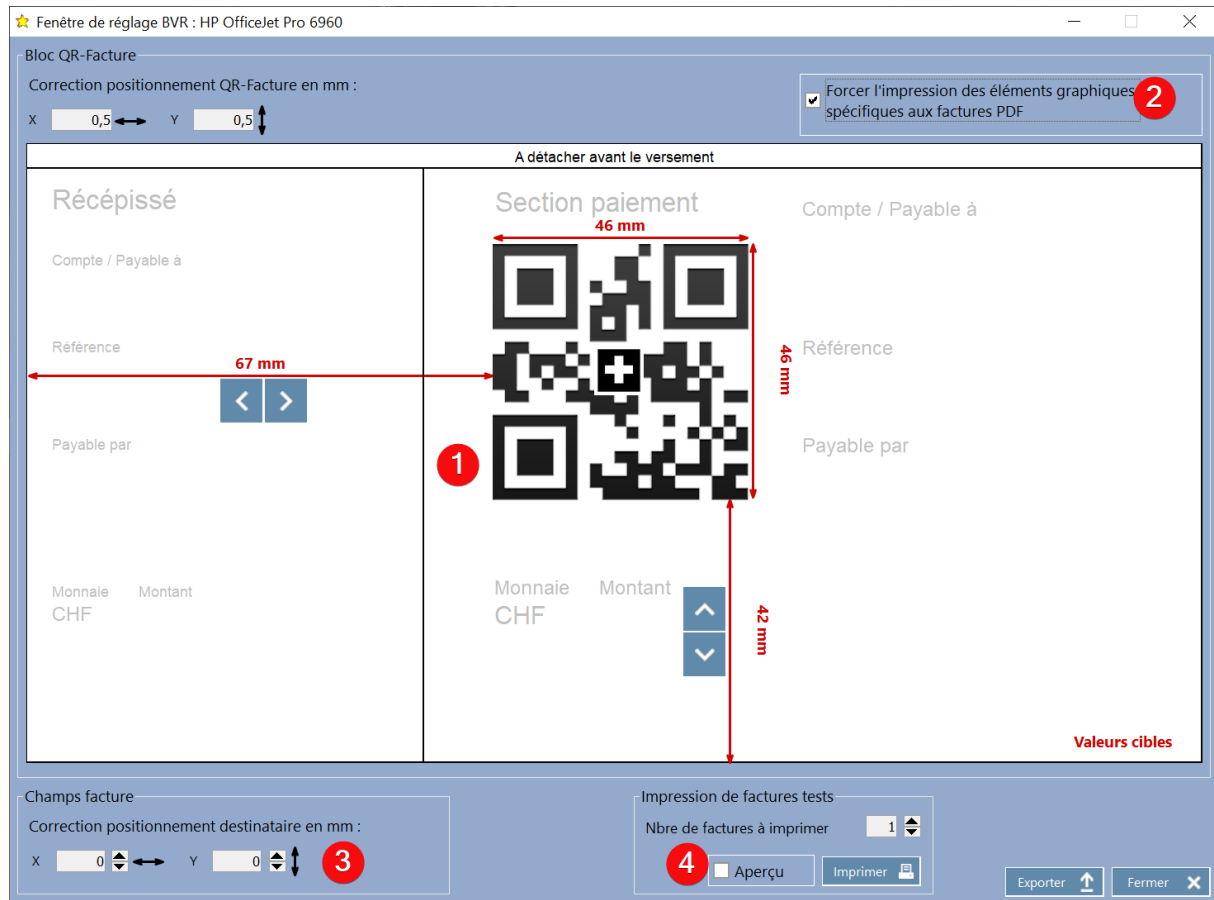 Fenêtre de réglage BVR : HP OfficeJet Pro 6960
Bloc QR-Facture
Correction positionnement QR-Facture en mm :
X 0,5 Y 0,5
Forcer l'impression des éléments graphiques
spécifiques aux factures PDF
2
A détacher avant le versement
Récépissé
Section paiement
Compte / Payable à
46 mm
Compte / Payable à
Référence
67 mm
46 mm
Référence
Payable par
1
Payable par
Monnaie Montant
CHF
Monnaie Montant
CHF
42 mm
Valeurs cibles
Champs facture
Correction positionnement destinataire en mm :
X 0 Y 0
3
Impression de factures tests
Nbre de factures à imprimer 1
4
Aperçu
Imprimer
Exporter
Fermer